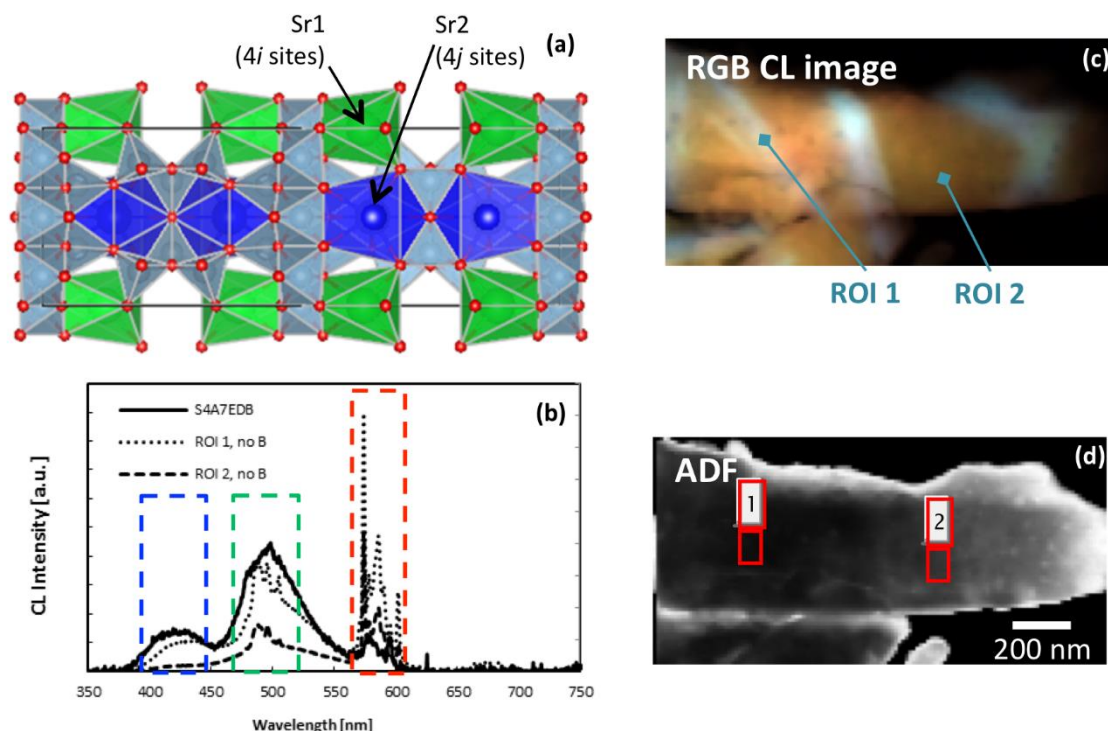 Sr1
(4i sites)
Sr2
(4j sites)
(a)
RGB CL image
(c)
ROI 1
ROI 2
CL Intensity [a.u.]
S4A7EDB
ROI 1, no B
ROI 2, no B
(b)
350 400 450 500 550 600 650 700 750
Wavelength [nm]
ADF
(d)
1
2
200 nm